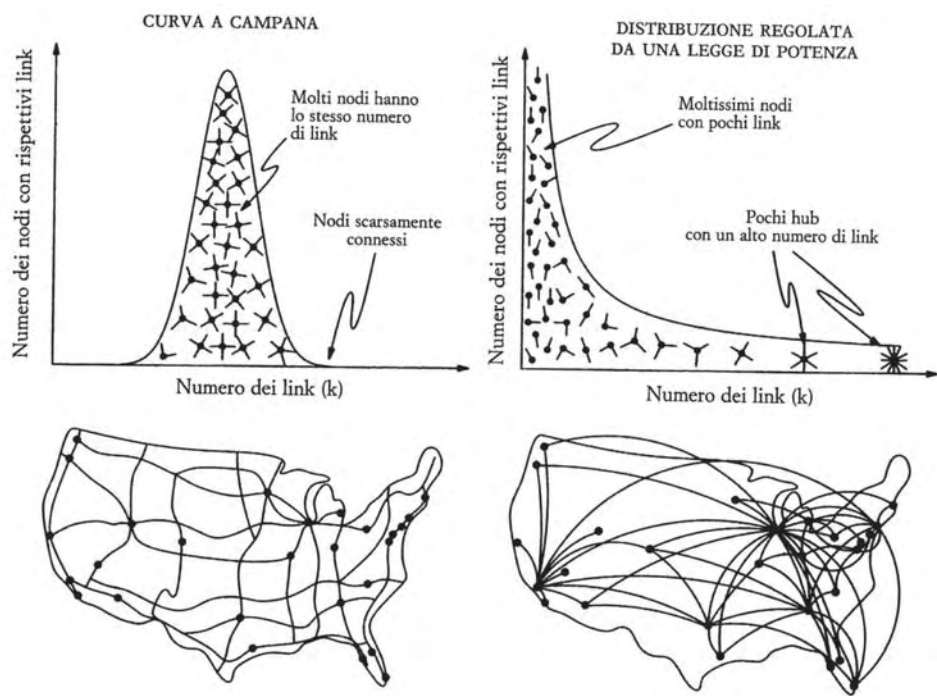 CURVA A CAMPANA
Numero dei nodi con rispettivi link
Molti nodi hanno
lo stesso numero
di link
Nodi scarsamente
connessi
Numero dei link (k)
DISTRIBUZIONE REGOLATA
DA UNA LEGGE DI POTENZA
Numero dei nodi con rispettivi link
Moltissimi nodi
con pochi link
Pochi hub
con un alto numero di link
Numero dei link (k)